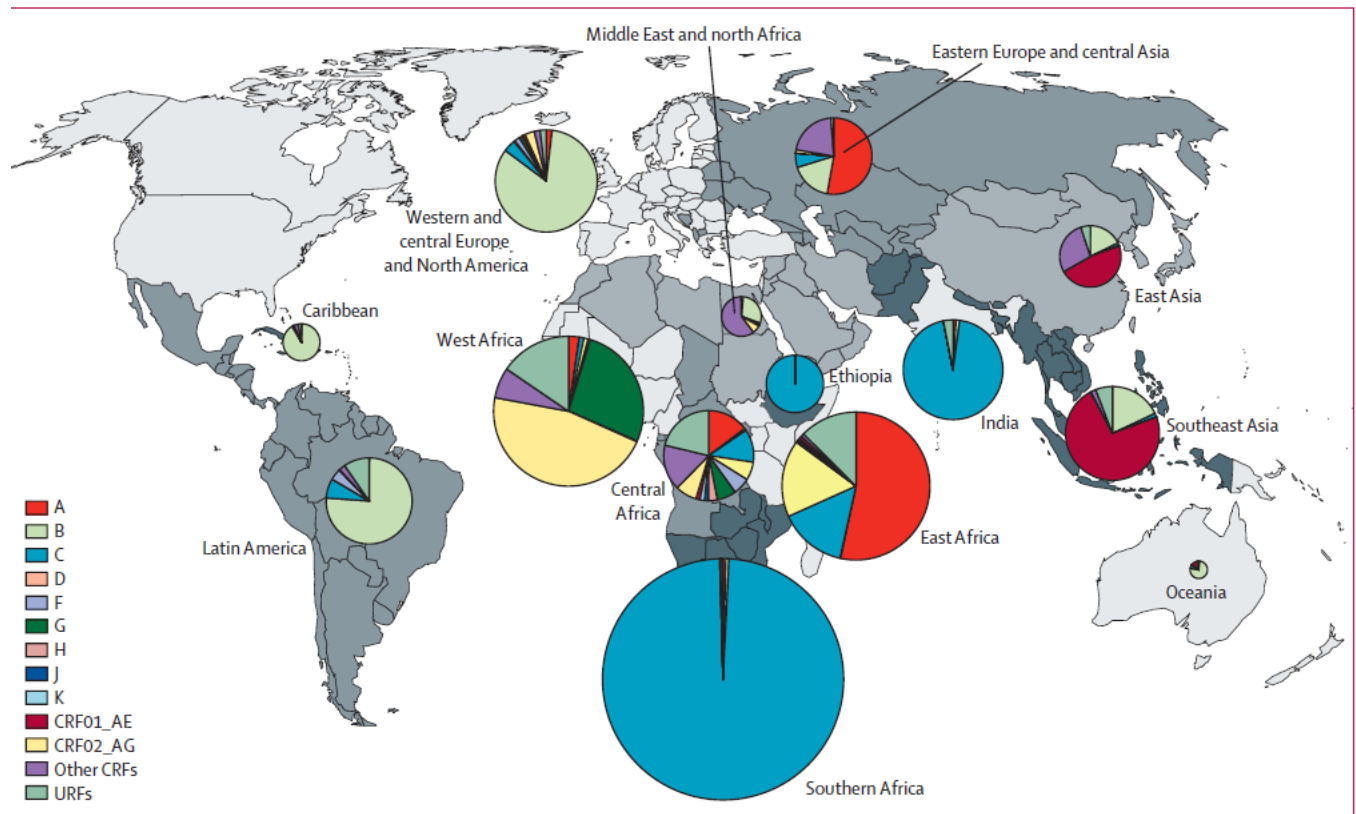 Middle East and north Africa
Eastern Europe and central Asia
Western and
central Europe
and North America
Caribbean
East Asia
West Africa
Ethiopia
India
Southeast Asia
Central
Africa
East Africa
Latin America
Oceania
Southern Africa
A
B
C
D
F
G
H
J
K
CRF01_AE
CRF02_AG
Other CRFs
URFs